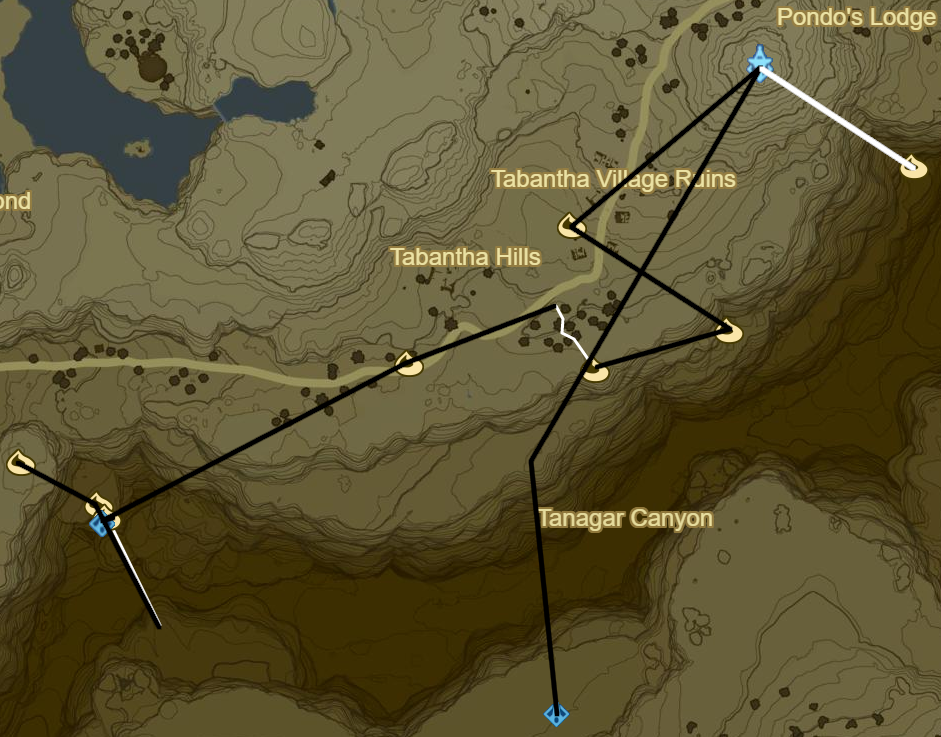 Pondo's Lodge
Tabantha Village Ruins
ond
Tabantha Hills
Tanagar Canyon